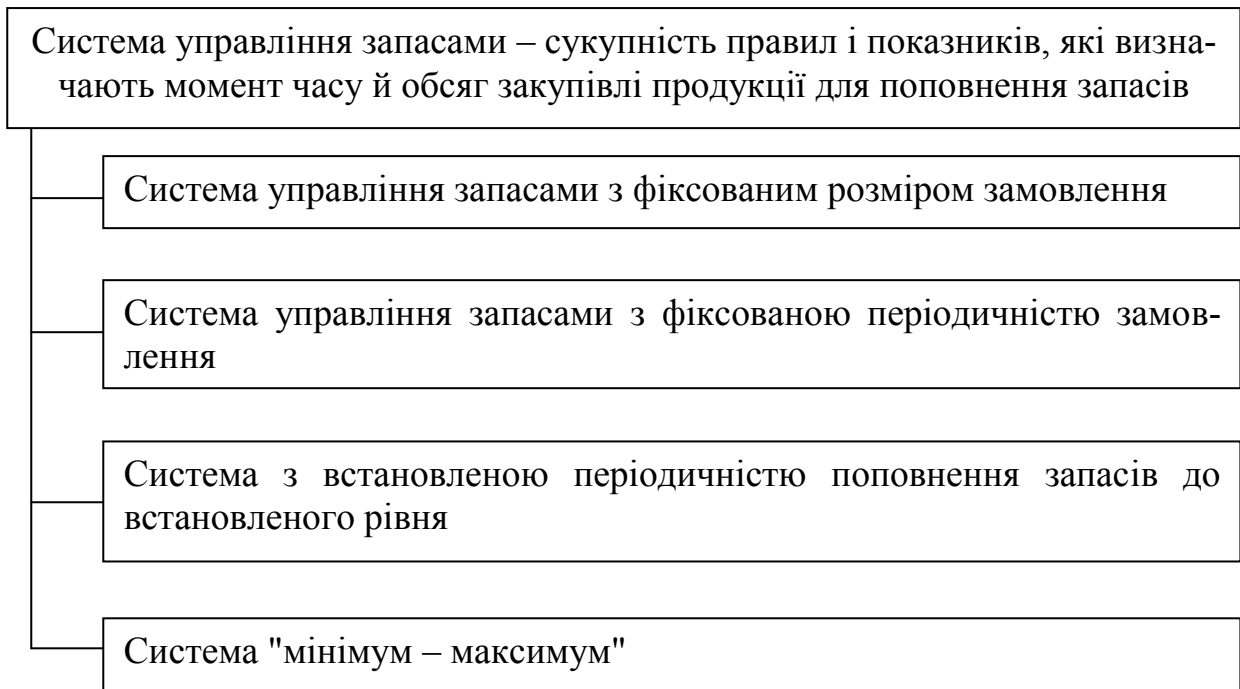 Система управління запасами – сукупність правил і показників, які визна-
чають момент часу й обсяг закупівлі продукції для поповнення запасів
Система управління запасами з фіксованим розміром замовлення
Система управління запасами з фіксованою періодичністю замов-
лення
Система з встановленою періодичністю поповнення запасів до
встановленого рівня
Система "мінімум – максимум"